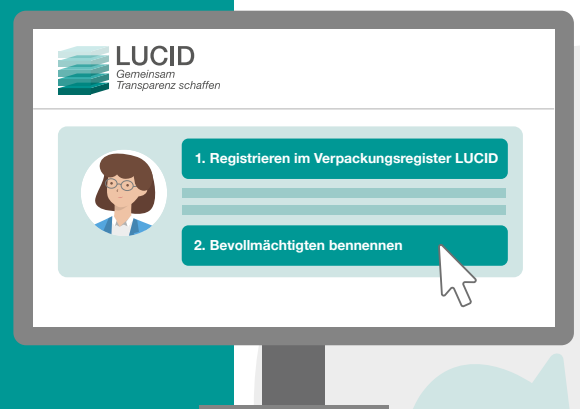 LUCID
Gemeinsam
Transparenz schaffen
1. Registrieren im Verpackungsregister LUCID
2. Bevollmächtigten bennennen